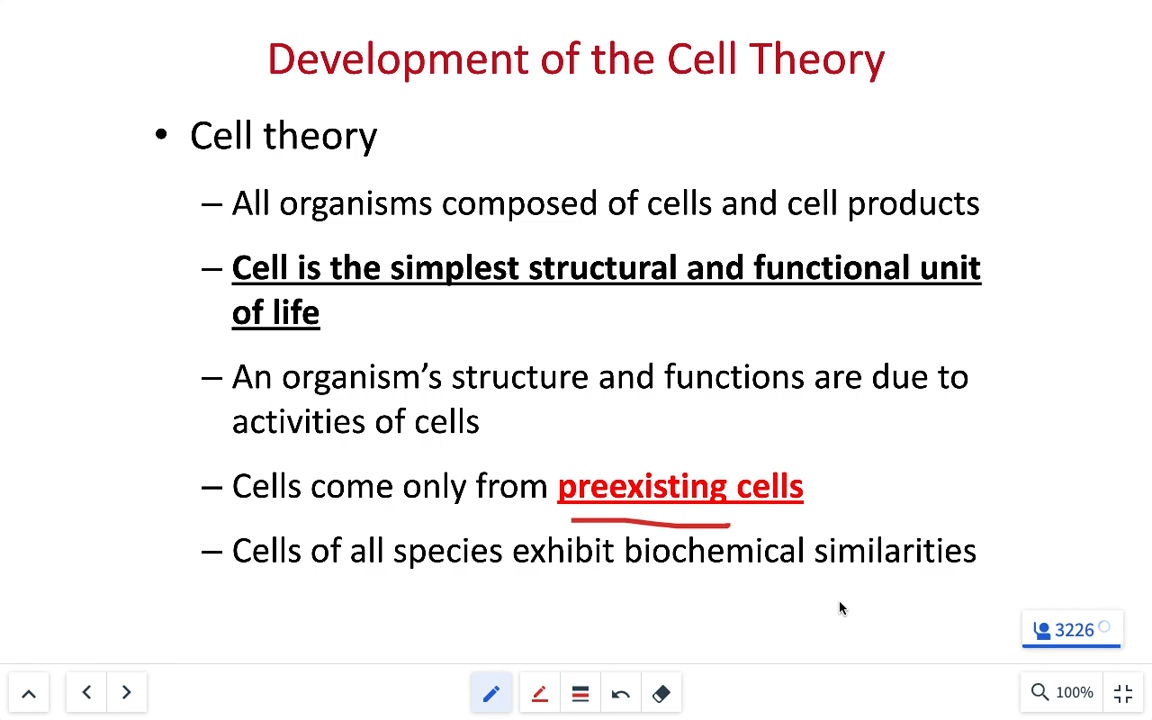 Development of the Cell Theory
• Cell theory
– All organisms composed of cells and cell products
– Cell is the simplest structural and functional unit
of life
– An organism’s structure and functions are due to
activities of cells
– Cells come only from preexisting cells
– Cells of all species exhibit biochemical similarities
3226
100%